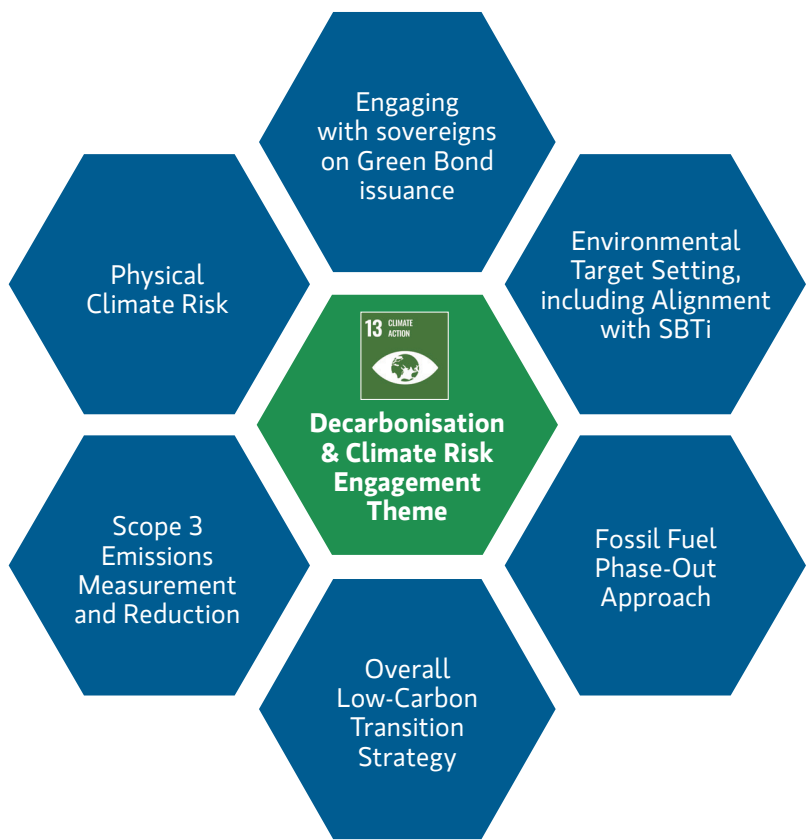 Engaging
with sovereigns
on Green Bond
issuance
Physical
Climate Risk
Environmental
Target Setting,
including Alignment
with SBTi
13 CLIMATE
ACTION
Decarbonisation
& Climate Risk
Engagement
Theme
Scope 3
Emissions
Measurement
and Reduction
Fossil Fuel
Phase-Out
Approach
Overall
Low-Carbon
Transition
Strategy